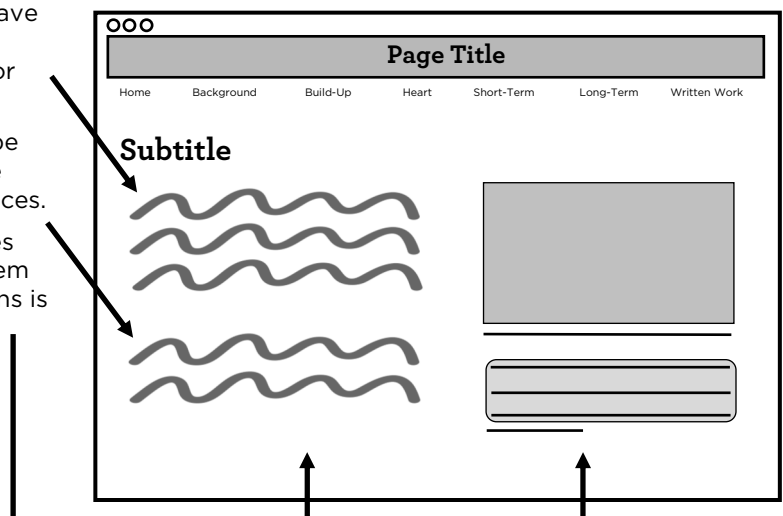 ave
or
be
e
ces.
es
em
ns is
Page Title
Home Background Build-Up Heart Short-Term Long-Term Written Work
Subtitle